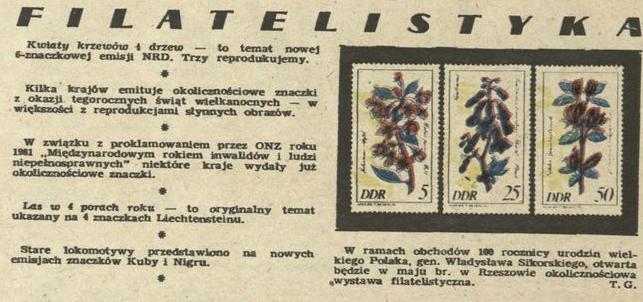 FILATELISTYKA
Kwiaty krzewów i drzew — to temat nowej
6-znaczkowej emisji NRD. Trzy reprodukujemy.
*
Kilka krajów emituje okolicznościowe znaczki
z okazji tegorocznych świąt wielkanocnych — w
większości z reprodukcjami słynnych obrazów.
*
W związku z proklamowaniem przez ONZ roku
1981 „Międzynarodowym rokiem inwalidów i ludzi
niepełnosprawnych" niektóre kraje wydały już
okolicznościowe znaczki.
*
Las w 4 porach roku — to oryginalny temat
ukazany na 4 znaczkach Liechtensteinu.
*
Stare lokomotywy przedstawiono na nowych
emisjach znaczków Kuby i Nigru.
*
DDR 5
DDR 25
DDR 50
W ramach obchodów 100 rocznicy urodzin wiel-
kiego Polaka, gen. Władysława Sikorskiego, otwarta
będzie w maju br. w Rzeszowie okolicznościowa
wystawa filatelistyczna. T. G.